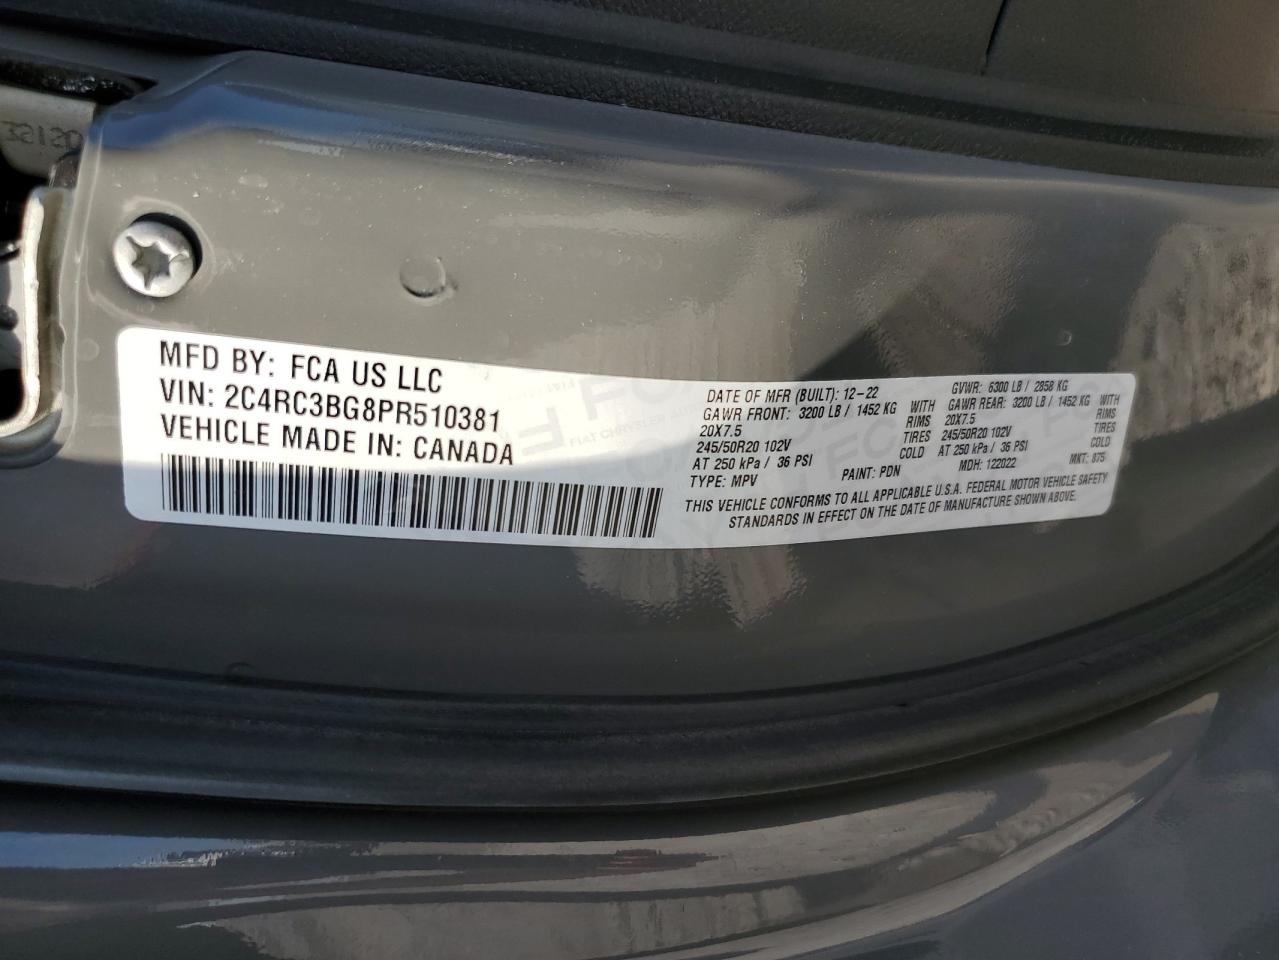 32120
MFD BY: FCA US LLC
VIN: 2C4RC3BG8PR510381
VEHICLE MADE IN: CANADA
DATE OF MFR (BUILT): 12-22 GVWR: 6300 LB / 2858 KG
GAWR FRONT: 3200 LB / 1452 KG WITH GAWR REAR: 3200 LB / 1452 KG WITH
20X7.5 RIMS 20X7.5 RIMS
245/50R20 102V TIRES 245/50R20 102V TIRES
AT 250 kPa / 36 PSI COLD AT 250 kPa / 36 PSI COLD
TYPE: MPV PAINT: PDN MDH: 122022 MKT: 875
THIS VEHICLE CONFORMS TO ALL APPLICABLE U.S.A. FEDERAL MOTOR VEHICLE SAFETY
STANDARDS IN EFFECT ON THE DATE OF MANUFACTURE SHOWN ABOVE.